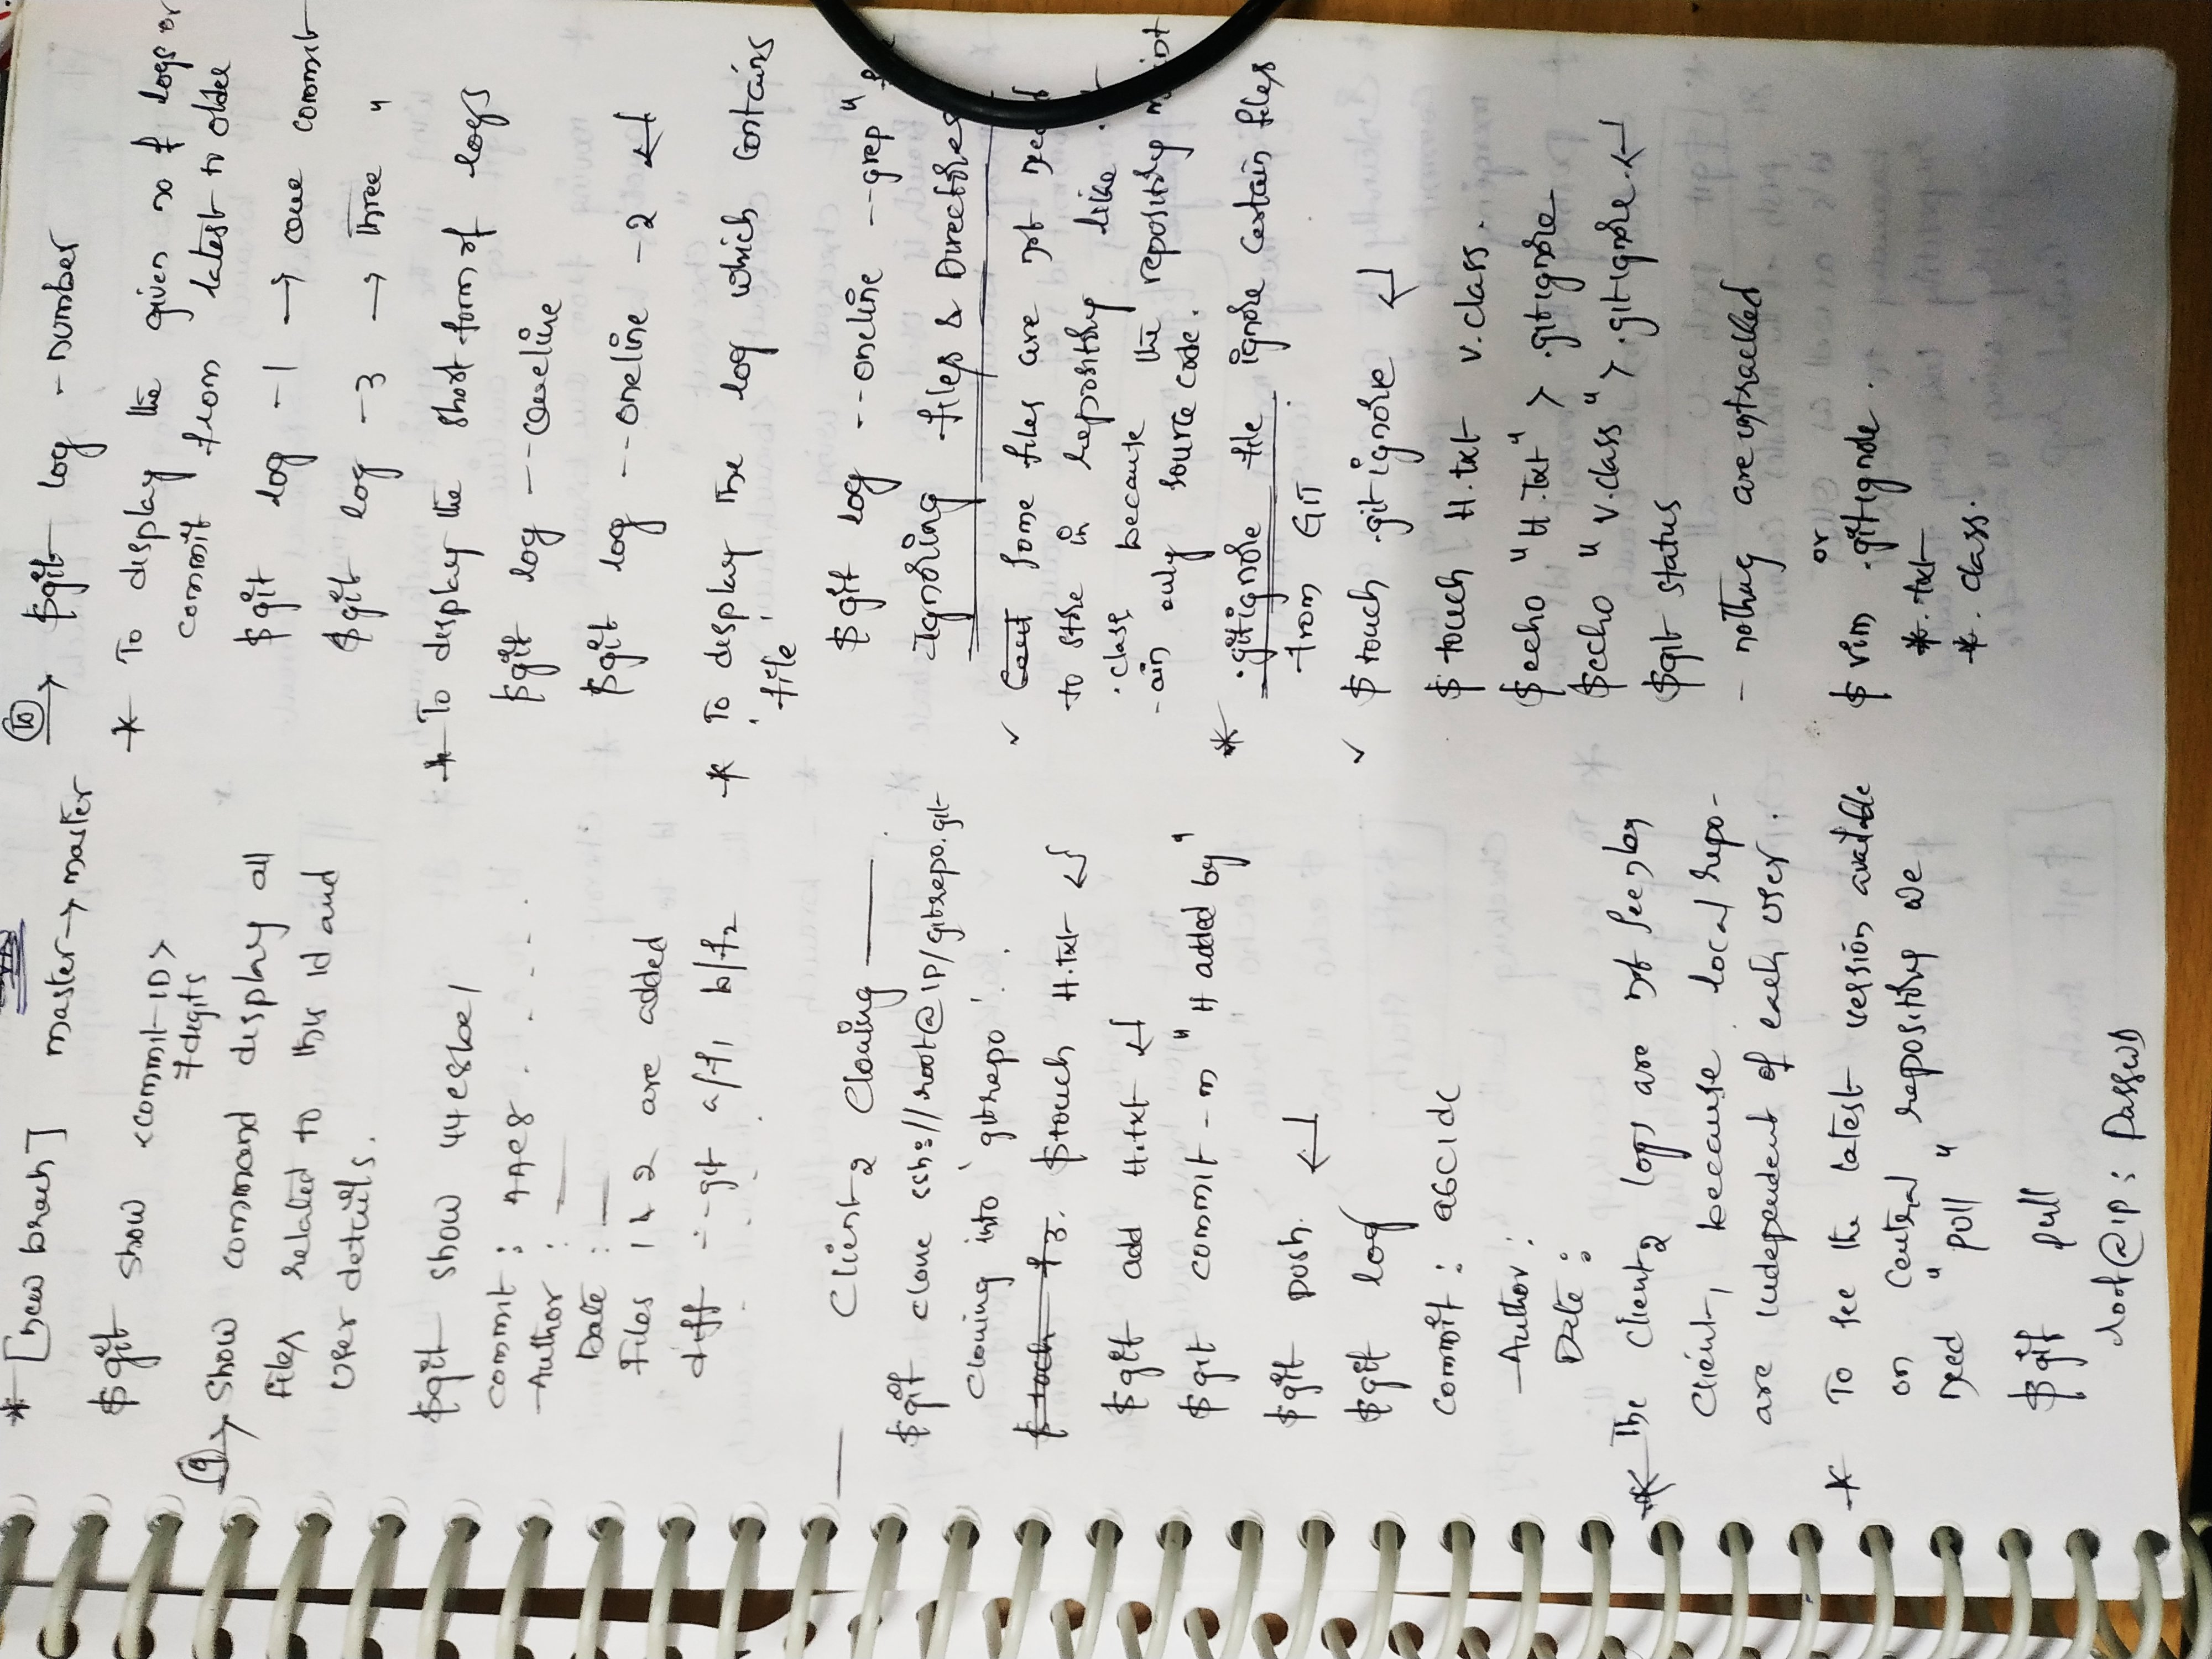 * [new brach]
master → master
$git show <commit-ID>
7digits
9 → Show command display all
files related to this id and
user details.
$git show 44e8be1
commit : 44e8 . - - - .
Author : —
Date : —
Files 1 & 2 are added
diff --git a/f1 b/f2
— Client2 Cloning —
$git clone ssh://root@ip/gitrepo.git
Cloning into 'gitrepo'. .
$ toch f3. $touch H.txt ↵
$git add H.txt ↵
$git commit -m "H added by"
$git push. ↵
$git log
commit : a6c1dc
Author :
Date :
* The client2 logs are not seen by
client1 because local repo-
are independent of each user.
* To see the latest version available
on central repository we
need "pull"
$git pull
root@ip : PassWD
10 → $git log -number
* To display the given no of logs or
commit from latest to older
$git log -1 → one commit
$git log -3 → Three "
* To display the short form of logs
$git log --oneline
$git log --oneline -2 ↵
* To display the log which contains
'file'
$git log --oneline --grep "
Ignoring files & Directories
✓ some files are not
to store in repository like
.class because the repository
-ain only source code.
* .gitignore file ignore certain files
from GIT
✓ $ touch .gitignore ↵
$ touch H.txt v.class.
$echo "H.Txt" > .gitignore
$echo "v.class" > .gitignore. ↵
$git status
- nothng are untracked
or
$ vim .gitignore .
*. txt
*. class.